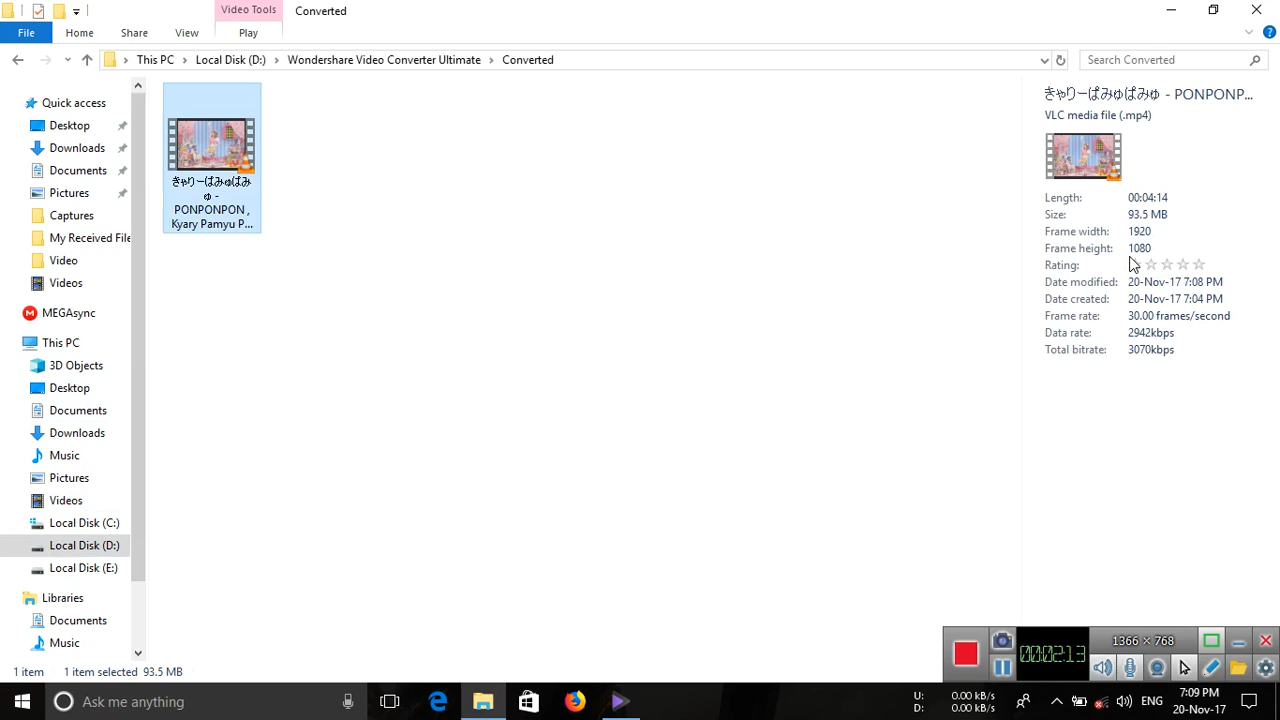 Video Tools
Converted
File
Home
Share
View
Play
This PC
Local Disk (D:)
Wondershare Video Converter Ultimate
Converted
Search Converted
Quick access
Desktop
Downloads
Documents
Pictures
Captures
My Received File
Video
Videos
MEGAsync
This PC
3D Objects
Desktop
Documents
Downloads
Music
Pictures
Videos
Local Disk (C:)
Local Disk (D:)
Local Disk (E:)
Libraries
Documents
Music
きゃりーぱみゅぱみ
ゅ -
PONPONPON ,
Kyary Pamyu P...
きゃりーぱみゅぱみゅ - PONPONP...
VLC media file (.mp4)
Length: 00:04:14
Size: 93.5 MB
Frame width: 1920
Frame height: 1080
Rating:
Date modified: 20-Nov-17 7:08 PM
Date created: 20-Nov-17 7:04 PM
Frame rate: 30.00 frames/second
Data rate: 2942kbps
Total bitrate: 3070kbps
1 item
1 item selected 93.5 MB
00:02:13
1366 × 768
Ask me anything
U: 0.00 kB/s
D: 0.00 kB/s
ENG
7:09 PM
20-Nov-17